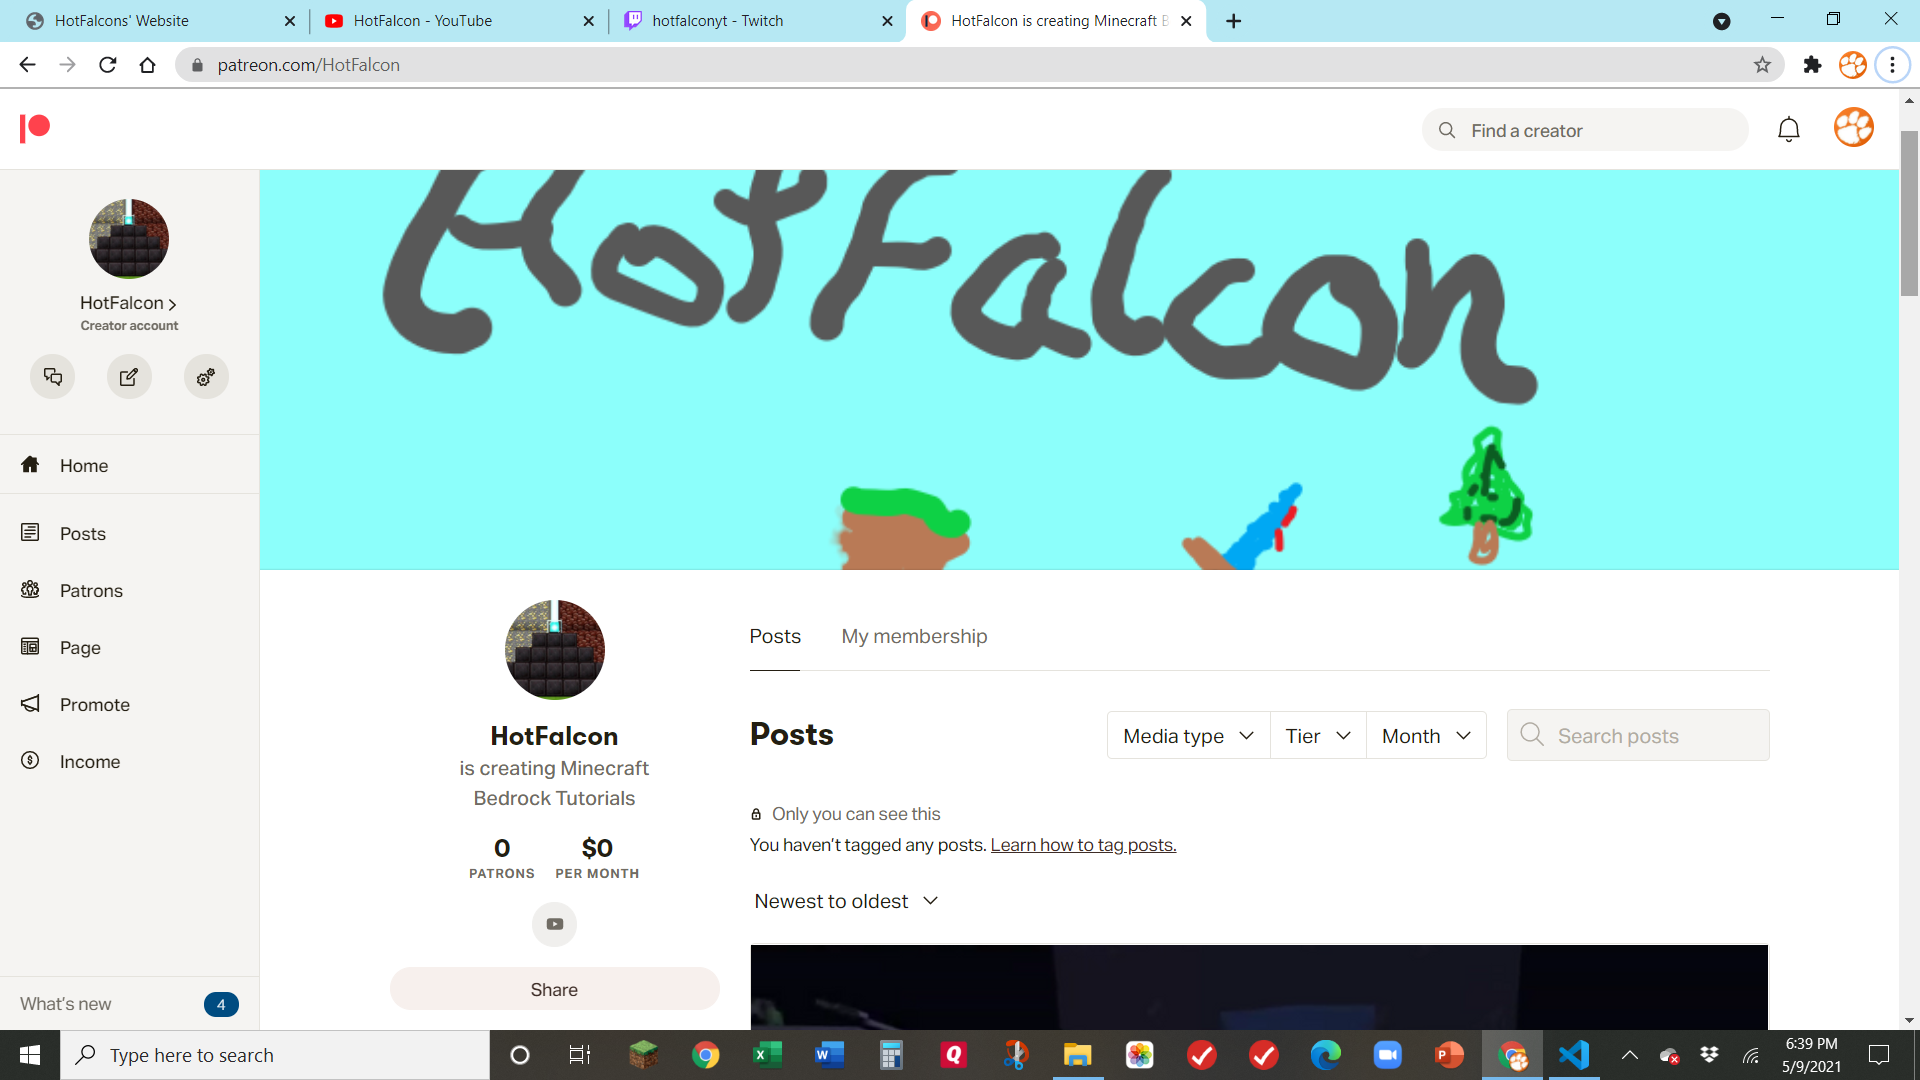 HotFalcons' Website
HotFalcon - YouTube
hotfalconyt - Twitch
HotFalcon is creating Minecraft B
patreon.com/HotFalcon
Find a creator
HotFalcon
HotFalcon >
Creator account
Home
Posts
Patrons
Page
Promote
Income
What's new
4
HotFalcon
is creating Minecraft
Bedrock Tutorials
0
PATRONS
$0
PER MONTH
Share
Posts
My membership
Posts
Media type
Tier
Month
Search posts
Only you can see this
You haven't tagged any posts. Learn how to tag posts.
Newest to oldest
Type here to search
6:39 PM
5/9/2021